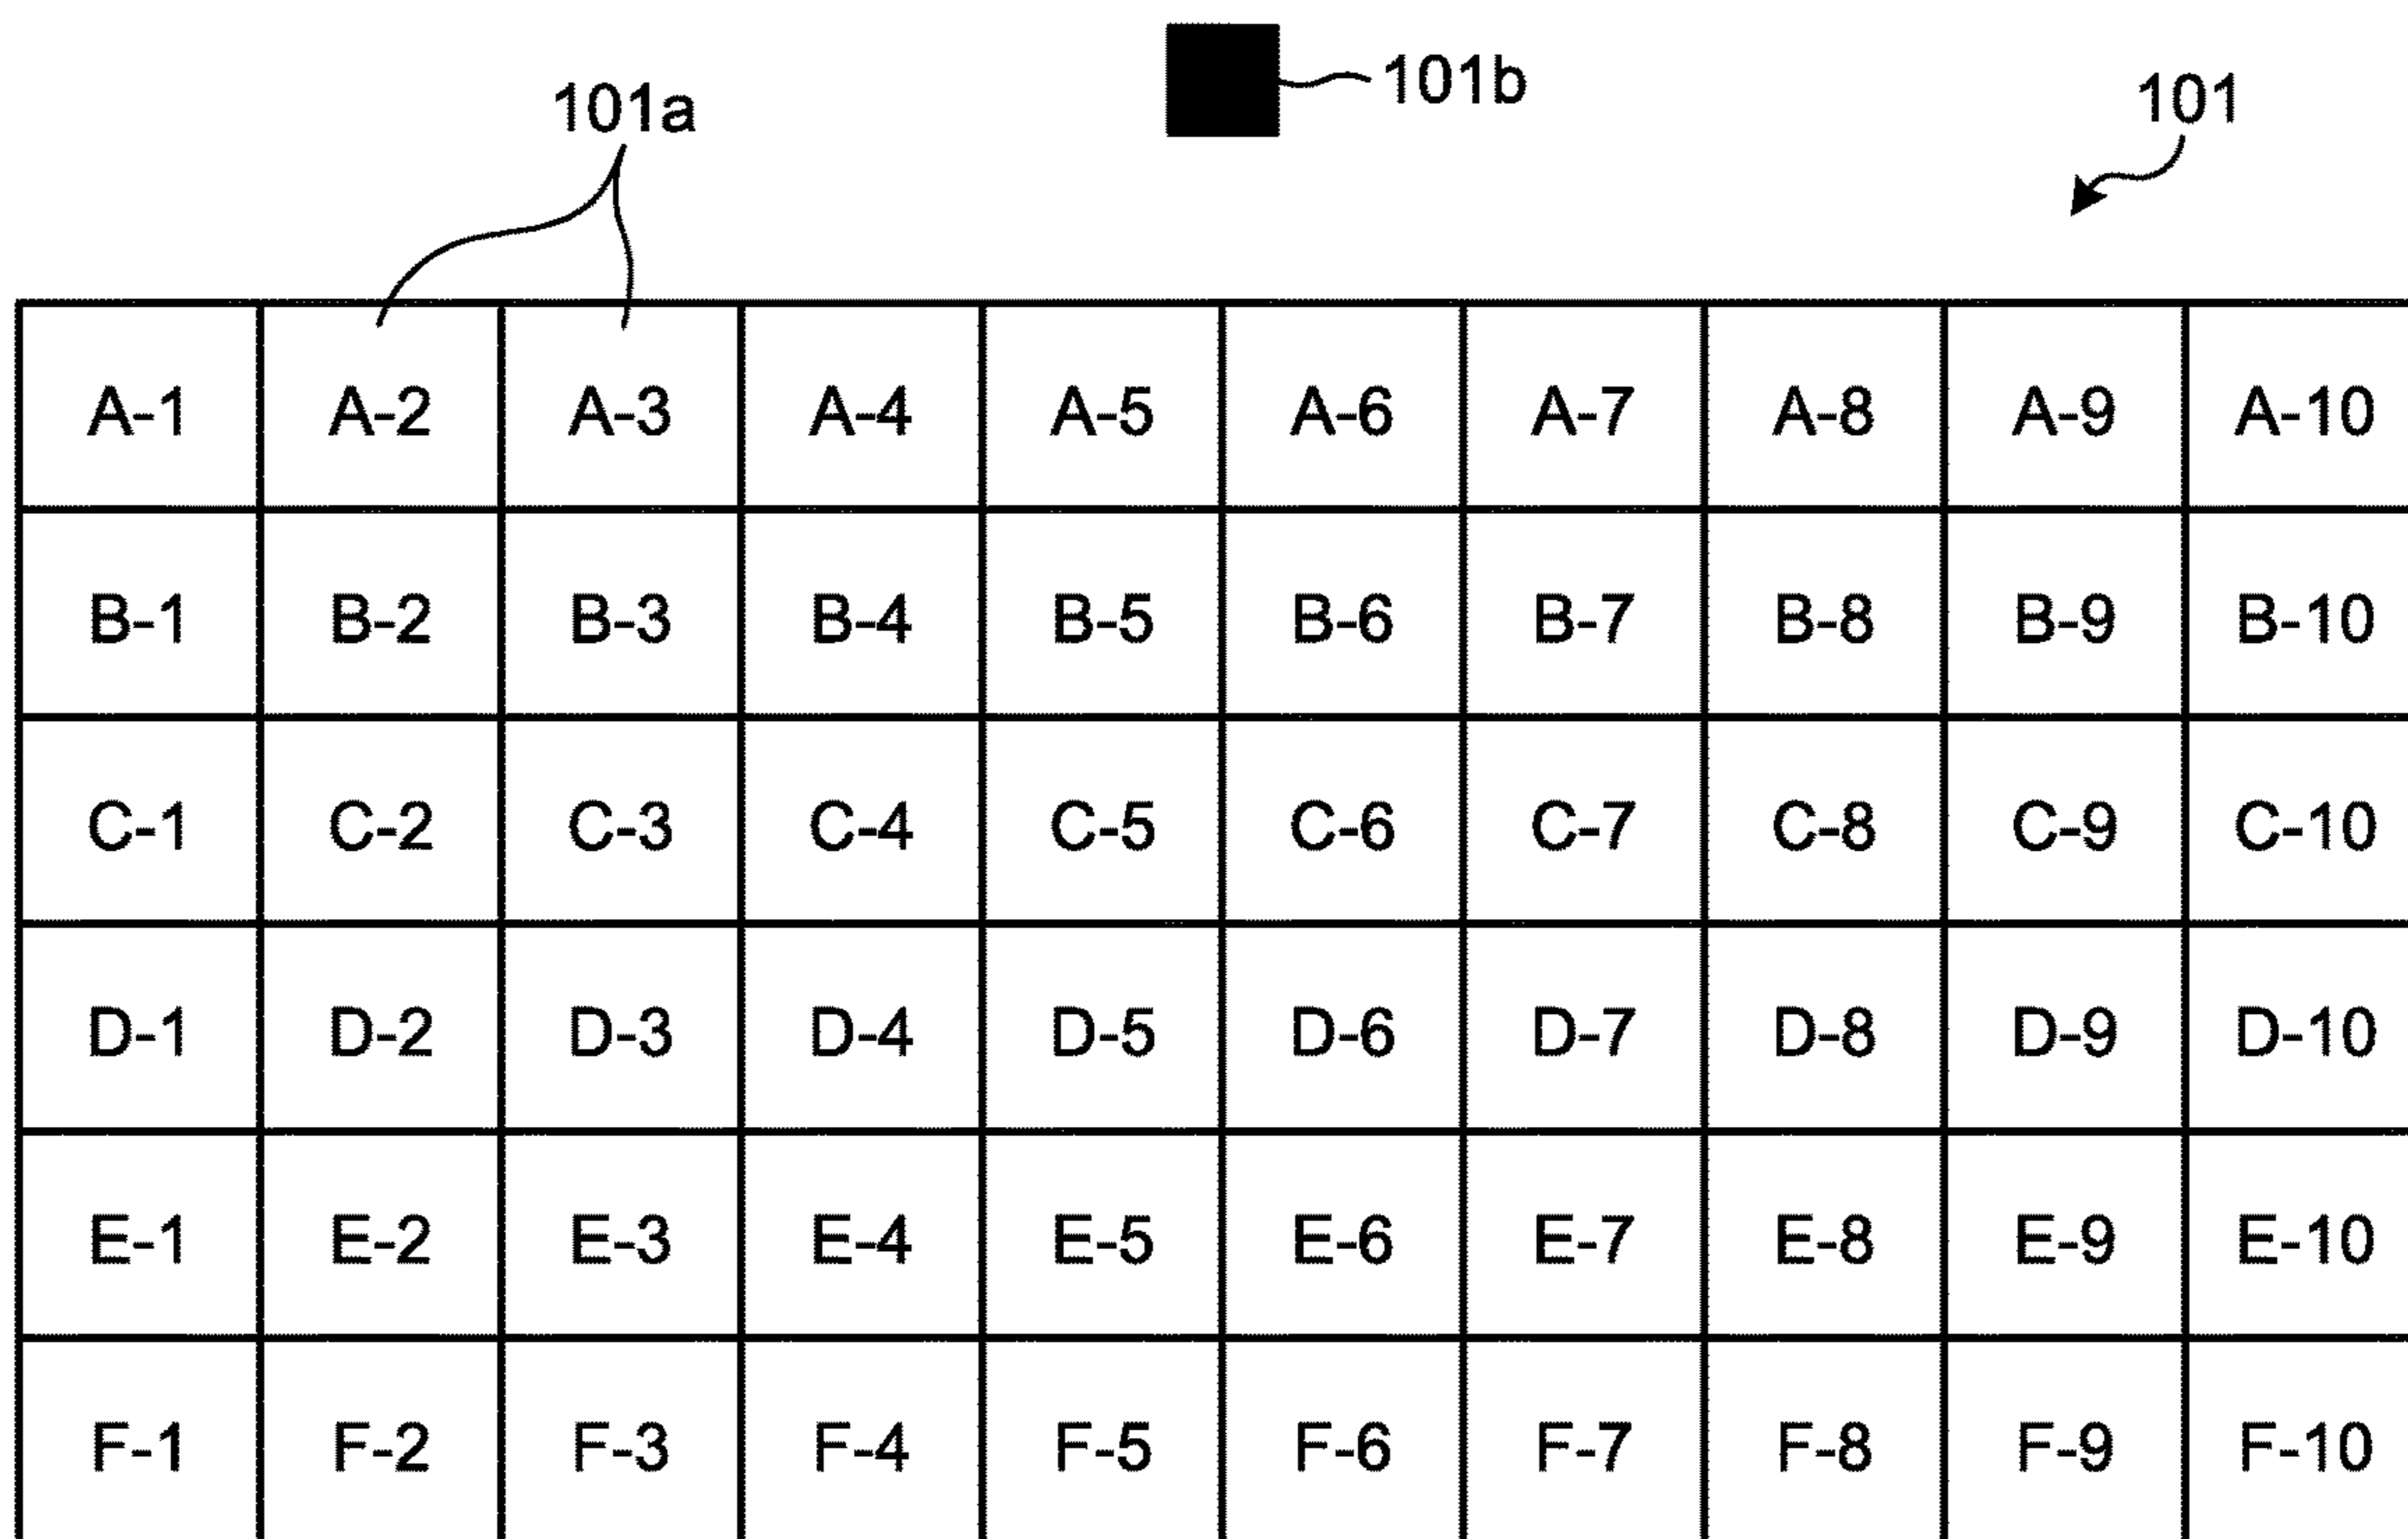 101b
101a
101
A-1 A-2 A-3 A-4 A-5 A-6 A-7 A-8 A-9 A-10
B-1 B-2 B-3 B-4 B-5 B-6 B-7 B-8 B-9 B-10
C-1 C-2 C-3 C-4 C-5 C-6 C-7 C-8 C-9 C-10
D-1 D-2 D-3 D-4 D-5 D-6 D-7 D-8 D-9 D-10
E-1 E-2 E-3 E-4 E-5 E-6 E-7 E-8 E-9 E-10
F-1 F-2 F-3 F-4 F-5 F-6 F-7 F-8 F-9 F-10